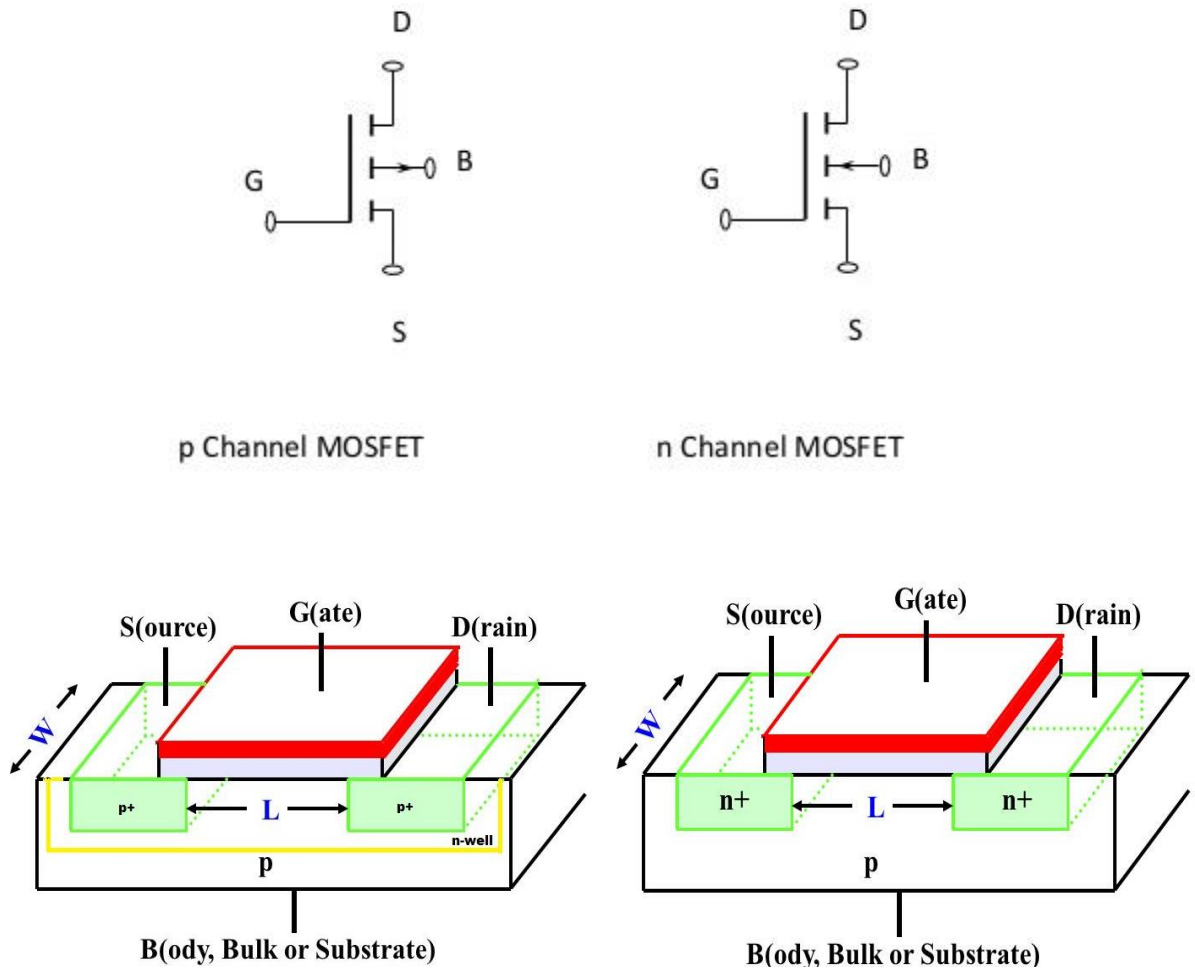 D
D
B
B
G
G
S
S
p Channel MOSFET
n Channel MOSFET
G(ate)
S(ource)
D(rain)
W
p+
L
p+
n-well
p
B(ody, Bulk or Substrate)
G(ate)
S(ource)
D(rain)
W
n+
L
n+
p
B(ody, Bulk or Substrate)